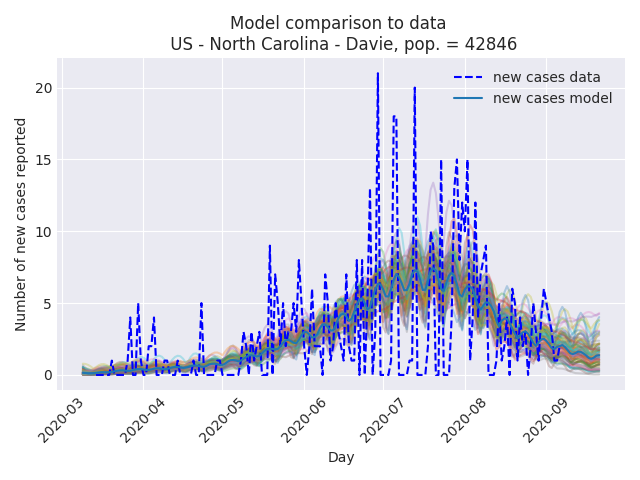 Model comparison to data
US - North Carolina - Davie, pop. = 42846
new cases data
new cases model
Number of new cases reported
20
15
10
5
0
2020-03
2020-04
2020-05
2020-06
2020-07
2020-08
2020-09
Day